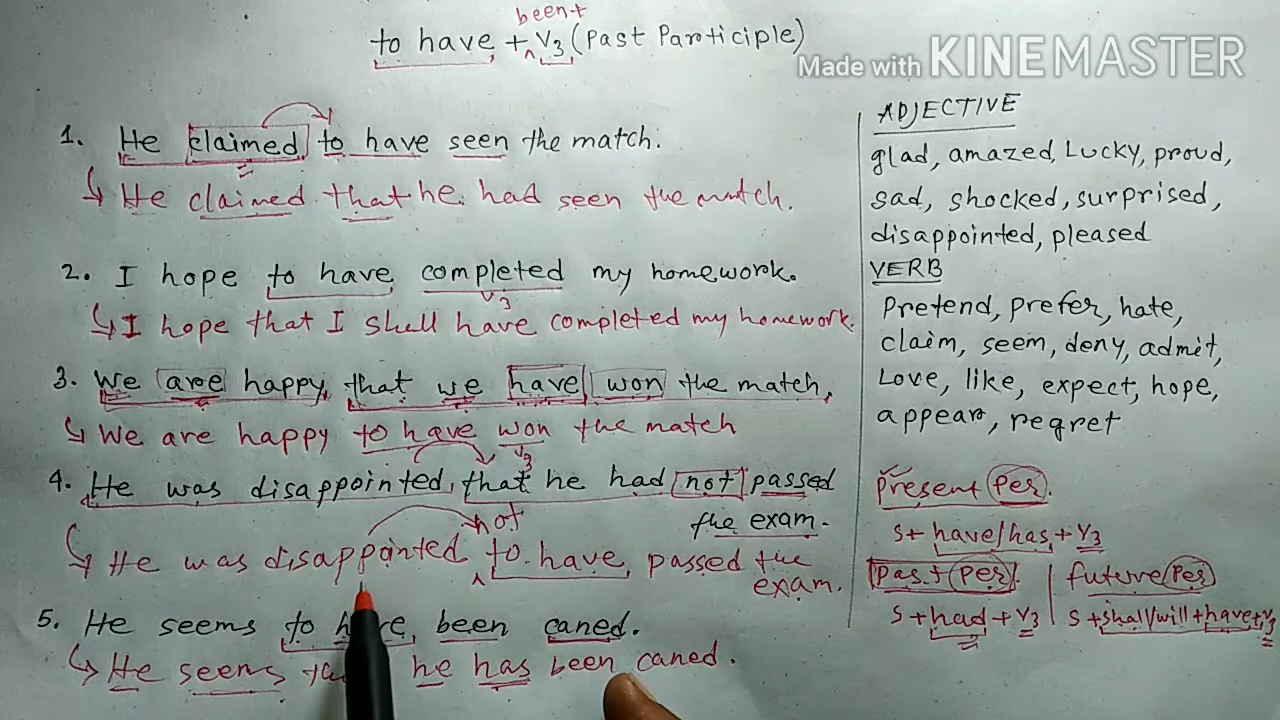 been+
to have + ^ V3 (Past Participle)
Made with KINEMASTER
1. He claimed to have seen the match.
↳ He claimed that he had seen the match.
2. I hope to have completed my homework.
V3
↳ I hope that I shall have completed my homework.
3. We are happy, that we have won the match,
↳ We are happy to have won the match
V3
4. He was disappointed, that he had not passed
the exam.
not
↳ He was disappointed ^ to have, passed the
exam.
5. He seems to have been caned.
↳ He seems he has been caned.
ADJECTIVE
glad, amazed, Lucky, proud,
sad, shocked, surprised,
disappointed, pleased
VERB
Pretend, prefer, hate,
claim, seem, deny, admit,
Love, like, expect, hope,
appear, regret
Present Per.
S+ have/has + V3
Past Per.
S + had + V3
future Per
S + shall/will + have + V3